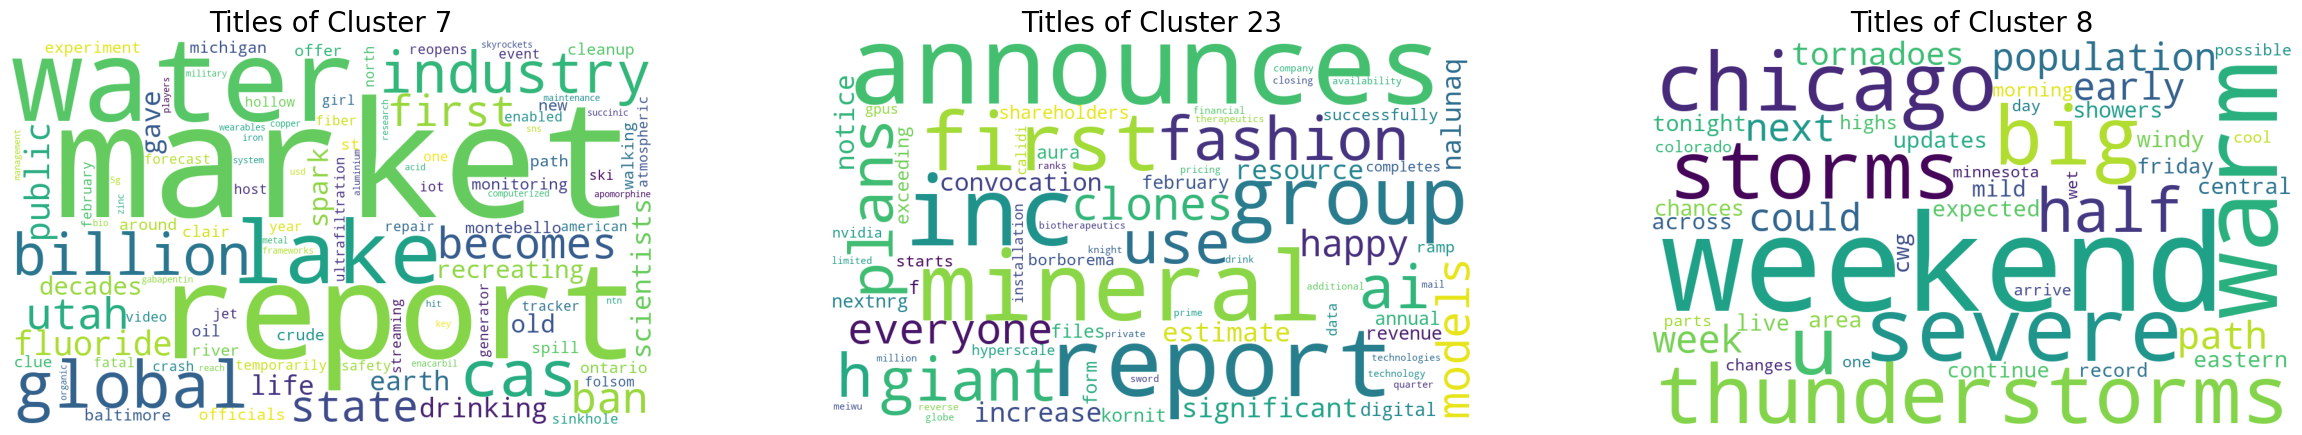 Titles of Cluster 7
experiment michigan offer north reopens skyrockets event cleanup
water military players industry
hollow first girl new maintenance enabled atmospheric
gave market research fiber sns succinic
public wearables copper iron
management february forecast system st one path walking
5g zinc host spark usd ultrafiltration aluminium acid iot monitoring ski computerized apomorphine
bio around clair year repair montebello american
billion metal frameworks lake becomes scientists
decades gabapentin recreating
utah video jet report streaming hit tracker ntn
oil crude key generator old
fluoride river spill
clue fatal crash reach temporarily safety enacarbil ontario
global organic life earth cas folsom
baltimore officials state drinking ban sinkhole
Titles of Cluster 23
announces company closing availability
notice gpus shareholders financial therapeutics successfully nalunaq
plans first calidi fashion
exceeding aura ranks pricing resource completes
convocation february
inc clones group
nvidia installation biotherapeutics use happy
limited starts borborema knight drink ramp
nextnrg f mineral additional ai mail models
everyone files private prime estimate data annual revenue
million hyperscale report technologies
h giant form sword technology quarter
meiwu reverse globe increase kornit significant digital
Titles of Cluster 8
chicago tornadoes population possible
morning early
tonight next highs day showers big warm
colorado updates windy cool
storms minnesota wet friday
chances across could mild expected half central
weekend cwg eastern
arrive
parts week live area u severe path
changes one continue record
thunderstorms